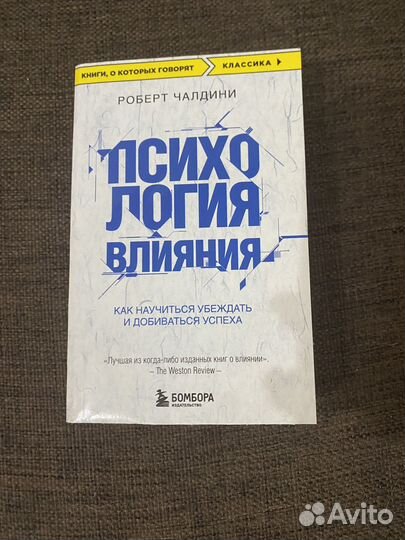 КНИГИ, О КОТОРЫХ ГОВОРЯТ КЛАССИКА
РОБЕРТ ЧАЛДИНИ
ПСИХО
ЛОГИЯ
ВЛИЯНИЯ
КАК НАУЧИТЬСЯ УБЕЖДАТЬ
И ДОБИВАТЬСЯ УСПЕХА
«Лучшая из когда-либо изданных книг о влиянии».
– The Weston Review –
БОМБОРА
ИЗДАТЕЛЬСТВО
Avito